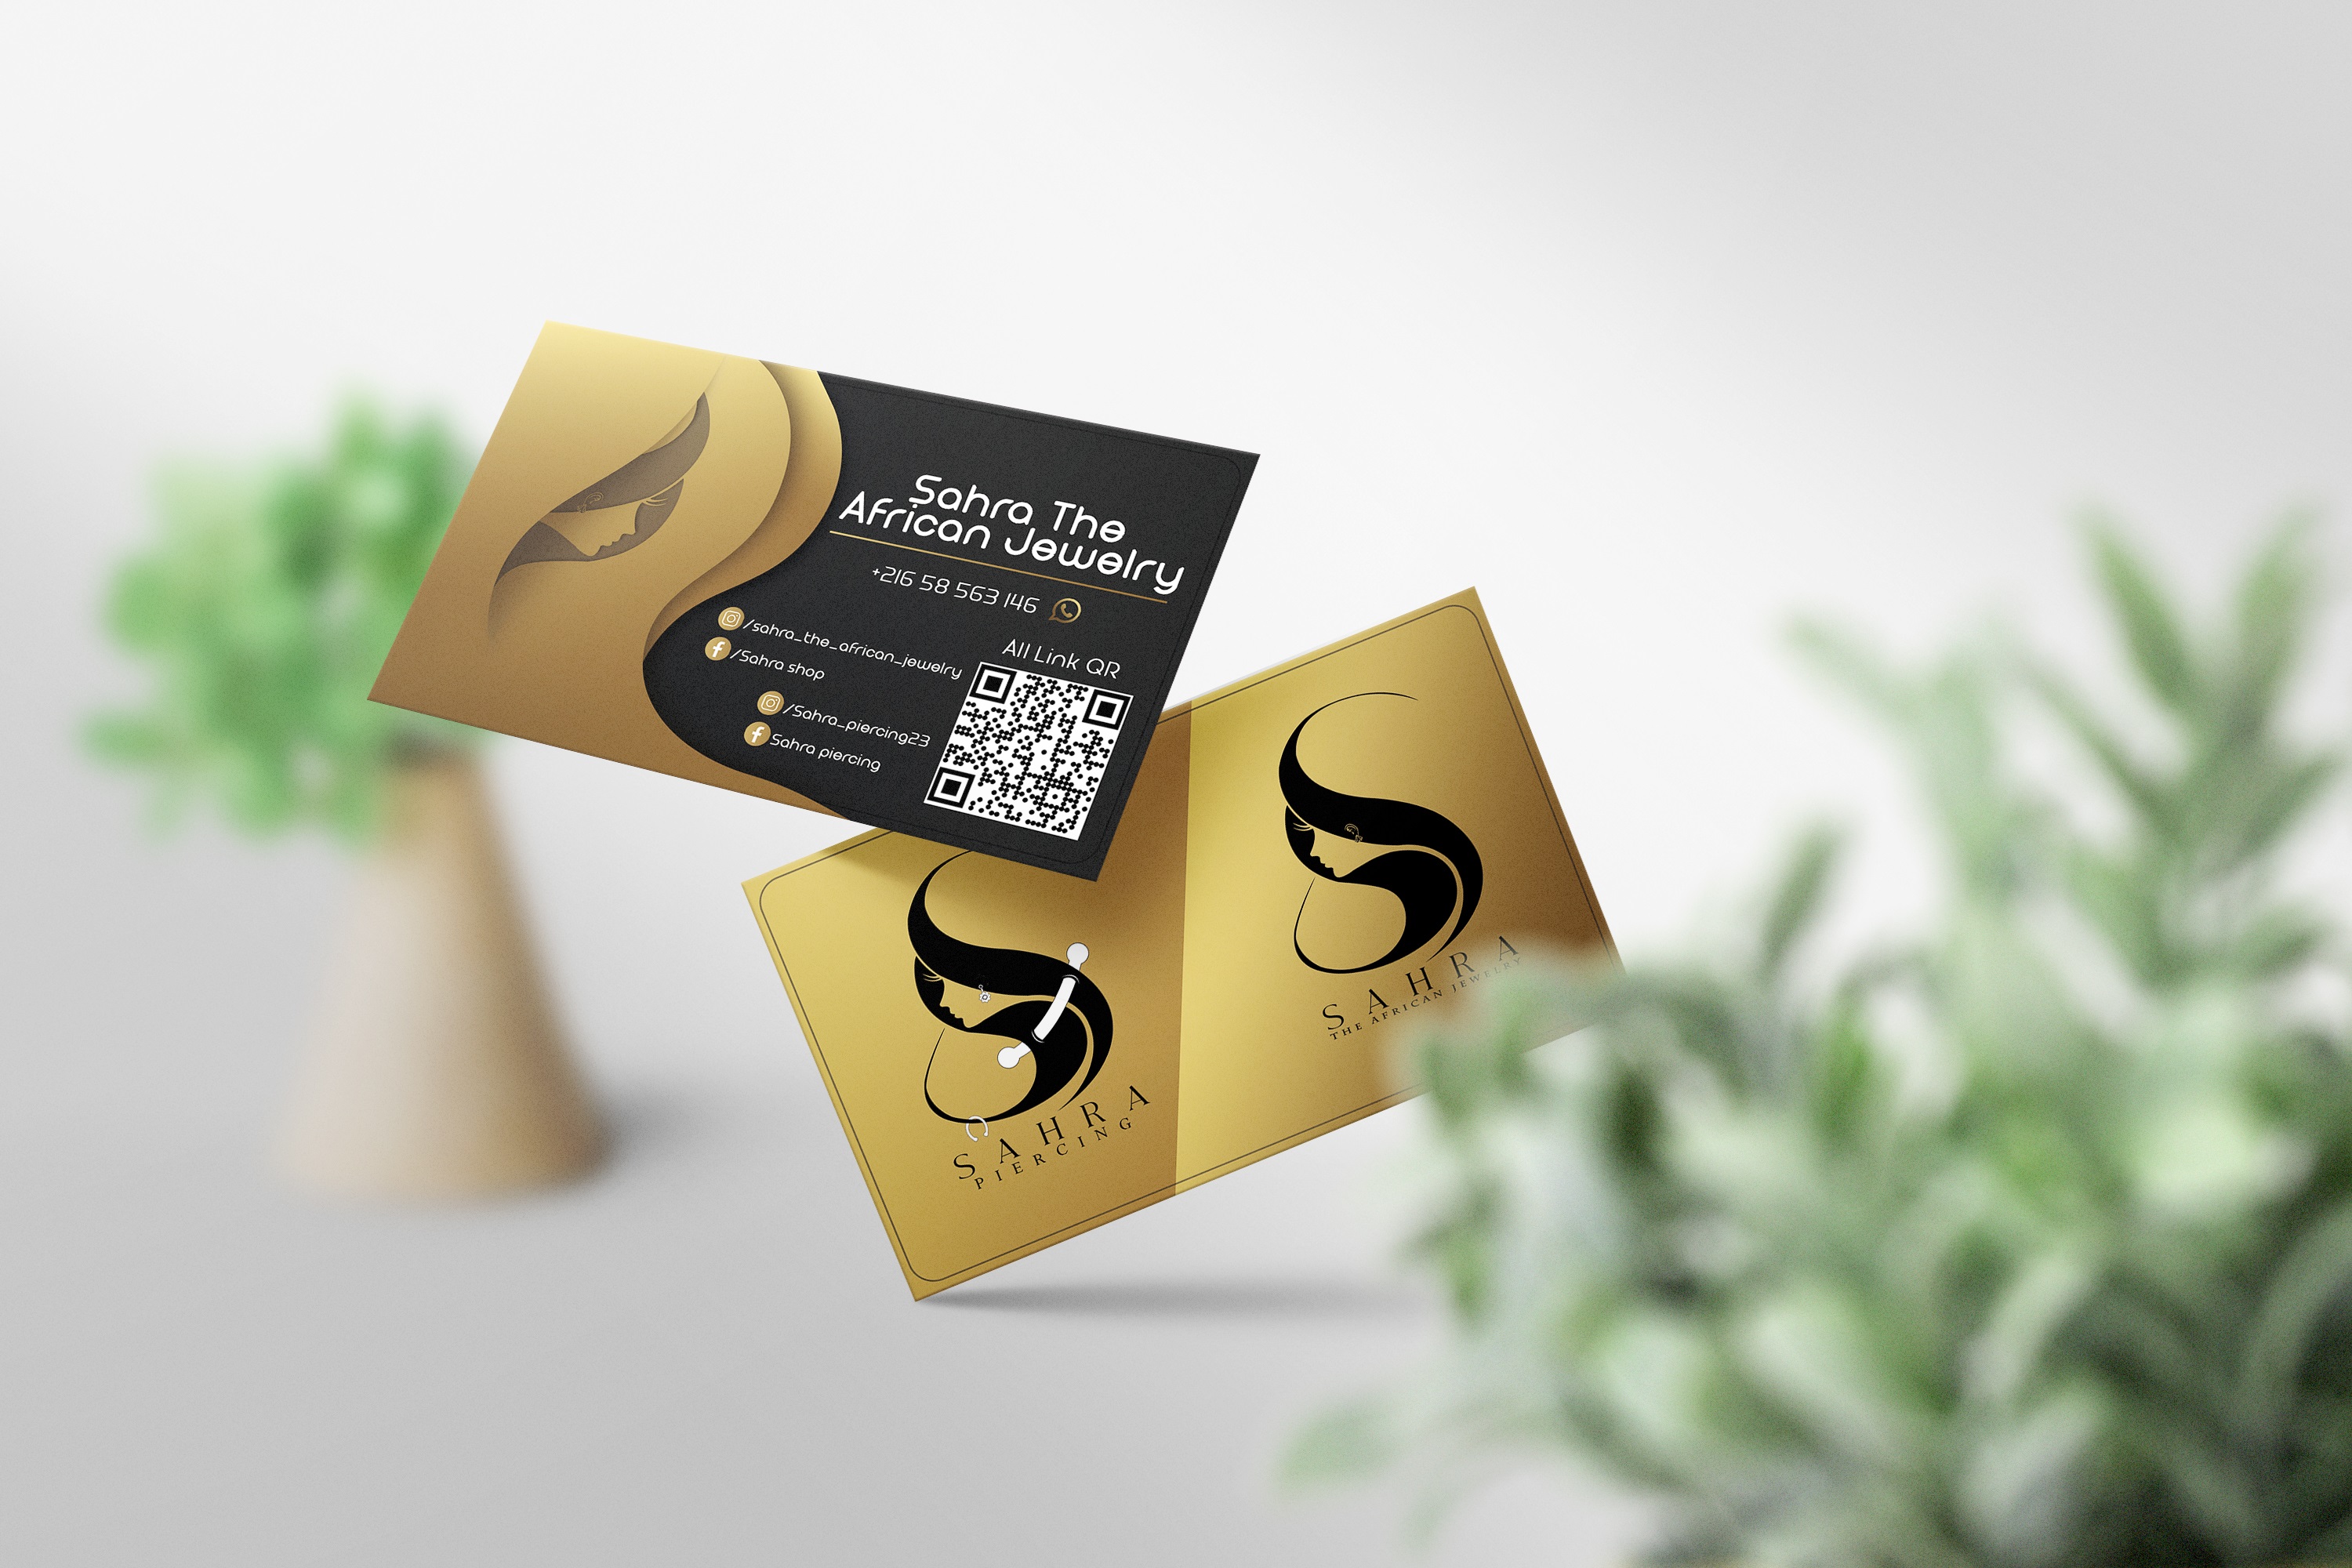 Sahra The
African Jewelry
+216 58 563 146
All Link QR
/sahra_the_african_jewelry
/Sahra shop
/Sahra_piercing23
Sahra piercing
SAHRA
PIERCING
SAHRA
THE AFRICAN JEWELRY